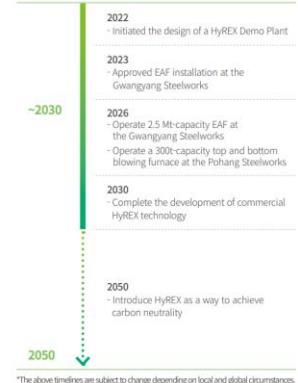 2022
- Initiated the design of a HyREX Demo Plant
2023
- Approved EAF installation at the
Gwangyang Steelworks
~2030
2026
- Operate 2.5 Mt-capacity EAF at
the Gwangyang Steelworks
- Operate a 300t-capacity top and bottom
blowing furnace at the Pohang Steelworks
2030
- Complete the development of commercial
HyREX technology
2050
- Introduce HyREX as a way to achieve
carbon neutrality
2050
*The above timelines are subject to change depending on local and global circumstances.